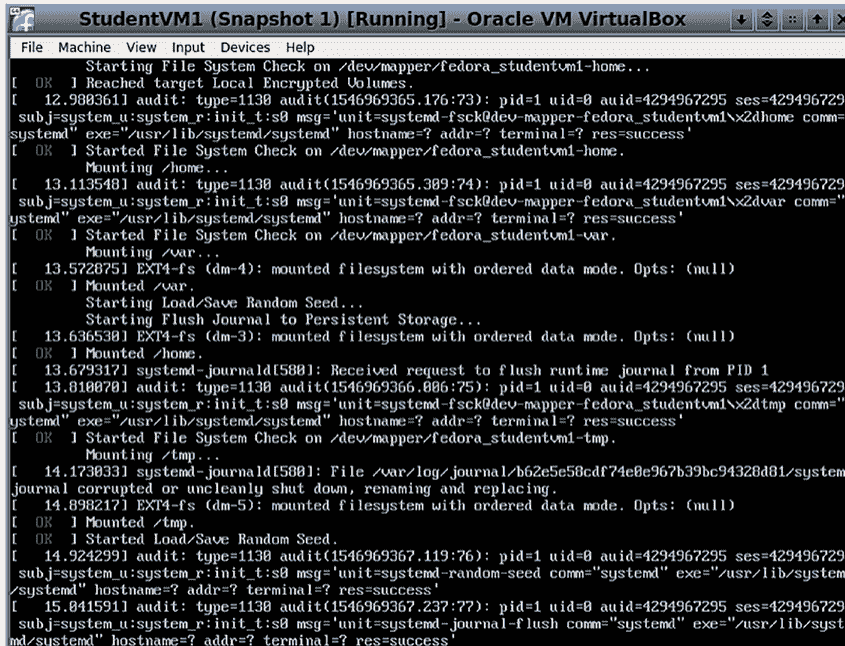 StudentVM1 (Snapshot 1) [Running] - Oracle VM VirtualBox
File Machine View Input Devices Help
Starting File System Check on /dev/mapper/fedora_studentvm1-home...
[ OK ] Reached target Local Encrypted Volumes.
[ 12.980361] audit: type=1130 audit(1546969365.176:73): pid=1 uid=0 auid=4294967295 ses=429496729
subj=system_u:system_r:init_t:s0 msg='unit=systemd-fsck@dev-mapper-fedora_studentvm1\x2dhome comm=
systemd" exe="/usr/lib/systemd/systemd" hostname=? addr=? terminal=? res=success'
[ OK ] Started File System Check on /dev/mapper/fedora_studentvm1-home.
Mounting /home...
[ 13.113548] audit: type=1130 audit(1546969365.309:74): pid=1 uid=0 auid=4294967295 ses=429496729
subj=system_u:system_r:init_t:s0 msg='unit=systemd-fsck@dev-mapper-fedora_studentvm1\x2dvar comm="
ystemd" exe="/usr/lib/systemd/systemd" hostname=? addr=? terminal=? res=success'
[ OK ] Started File System Check on /dev/mapper/fedora_studentvm1-var.
Mounting /var...
[ 13.572875] EXT4-fs (dm-4): mounted filesystem with ordered data mode. Opts: (null)
[ OK ] Mounted /var.
Starting Load/Save Random Seed...
Starting Flush Journal to Persistent Storage...
[ 13.636530] EXT4-fs (dm-3): mounted filesystem with ordered data mode. Opts: (null)
[ OK ] Mounted /home.
[ 13.679317] systemd-journald[580]: Received request to flush runtime journal from PID 1
[ 13.810070] audit: type=1130 audit(1546969366.006:75): pid=1 uid=0 auid=4294967295 ses=429496729
subj=system_u:system_r:init_t:s0 msg='unit=systemd-fsck@dev-mapper-fedora_studentvm1\x2dtmp comm="
ystemd" exe="/usr/lib/systemd/systemd" hostname=? addr=? terminal=? res=success'
[ OK ] Started File System Check on /dev/mapper/fedora_studentvm1-tmp.
Mounting /tmp...
[ 14.173033] systemd-journald[580]: File /var/log/journal/b62e5e58cdf74e0e967b39bc94328d81/system
journal corrupted or uncleanly shut down, renaming and replacing.
[ 14.898217] EXT4-fs (dm-5): mounted filesystem with ordered data mode. Opts: (null)
[ OK ] Mounted /tmp.
[ OK ] Started Load/Save Random Seed.
[ 14.924299] audit: type=1130 audit(1546969367.119:76): pid=1 uid=0 auid=4294967295 ses=429496729
subj=system_u:system_r:init_t:s0 msg='unit=systemd-random-seed comm="systemd" exe="/usr/lib/system
/systemd" hostname=? addr=? terminal=? res=success'
[ 15.041591] audit: type=1130 audit(1546969367.237:77): pid=1 uid=0 auid=4294967295 ses=429496729
subj=system_u:system_r:init_t:s0 msg='unit=systemd-journal-flush comm="systemd" exe="/usr/lib/syst
md/systemd" hostname=? addr=? terminal=? res=success'